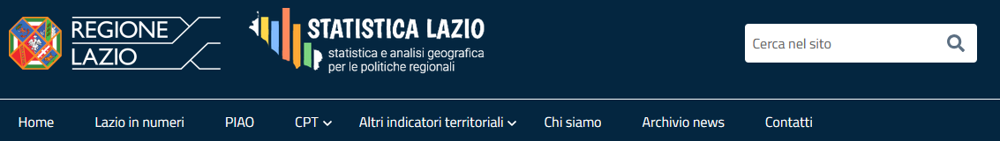 REGIONE
LAZIO
STATISTICA LAZIO
statistica e analisi geografica
per le politiche regionali
Cerca nel sito
Home Lazio in numeri PIAO CPT Altri indicatori territoriali Chi siamo Archivio news Contatti